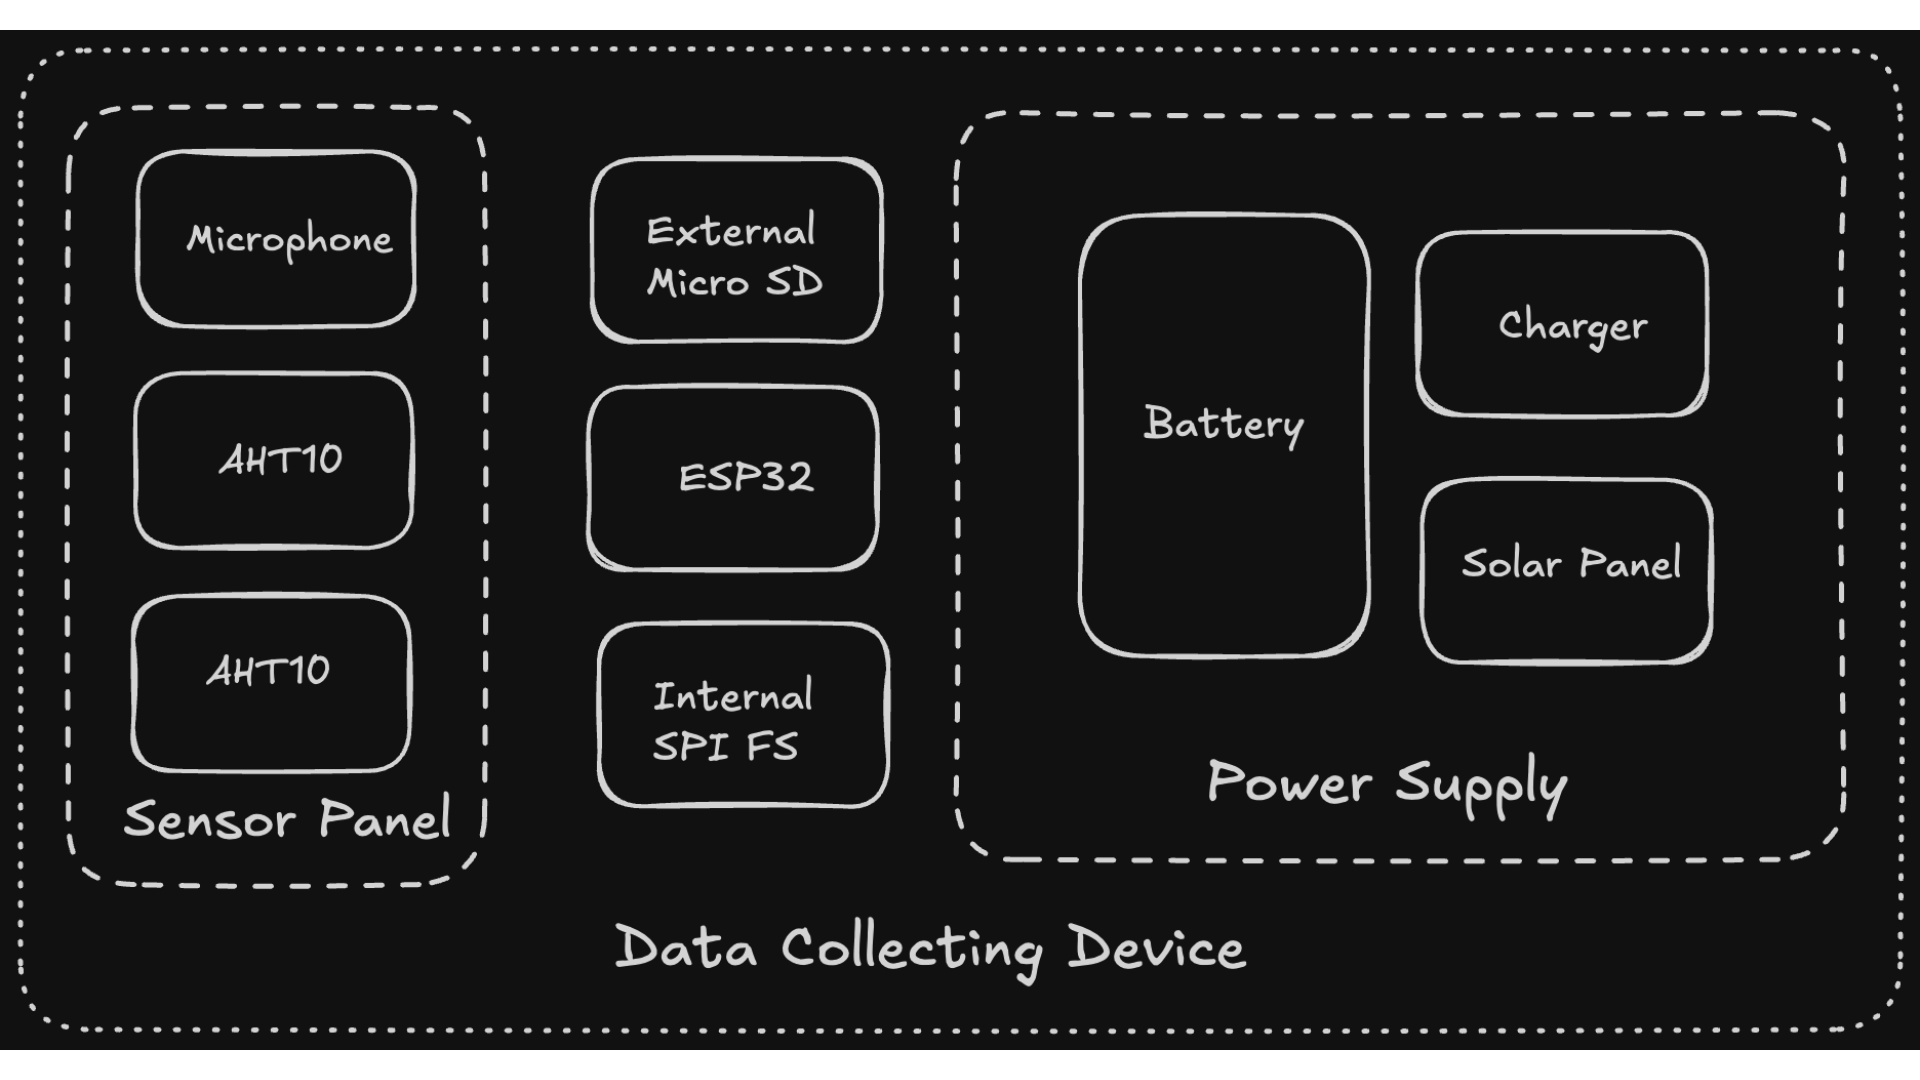 Microphone
AHT10
AHT10
Sensor Panel
External
Micro SD
ESP32
Internal
SPI FS
Battery
Charger
Solar Panel
Power Supply
Data Collecting Device